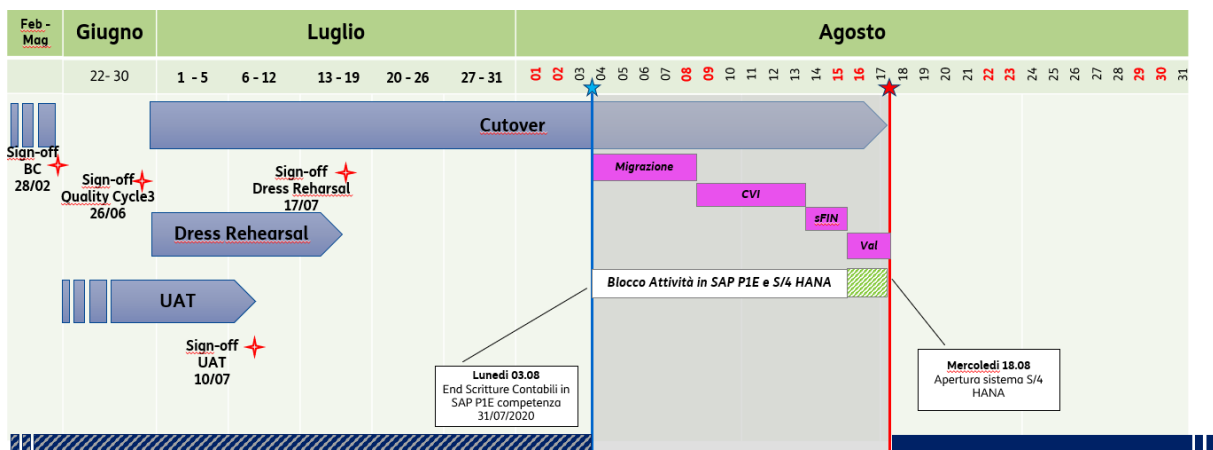 Feb -
Mag
Giugno
Luglio
Agosto
22- 30
1 - 5
6 - 12
13 - 19
20 - 26
27 - 31
01
02
03
04
05
06
07
08
09
10
11
12
13
14
15
16
17
18
19
20
21
22
23
24
25
26
27
28
29
30
31
Cutover
Sign-off
BC
28/02
Sign-off
Quality Cycle3
26/06
Sign-off
Dress Reharsal
17/07
Migrazione
CVI
sFIN
Val
Dress Rehearsal
Blocco Attività in SAP P1E e S/4 HANA
UAT
Sign-off
UAT
10/07
Lunedì 03.08
End Scritture Contabili in
SAP P1E competenza
31/07/2020
Mercoledì 18.08
Apertura sistema S/4
HANA